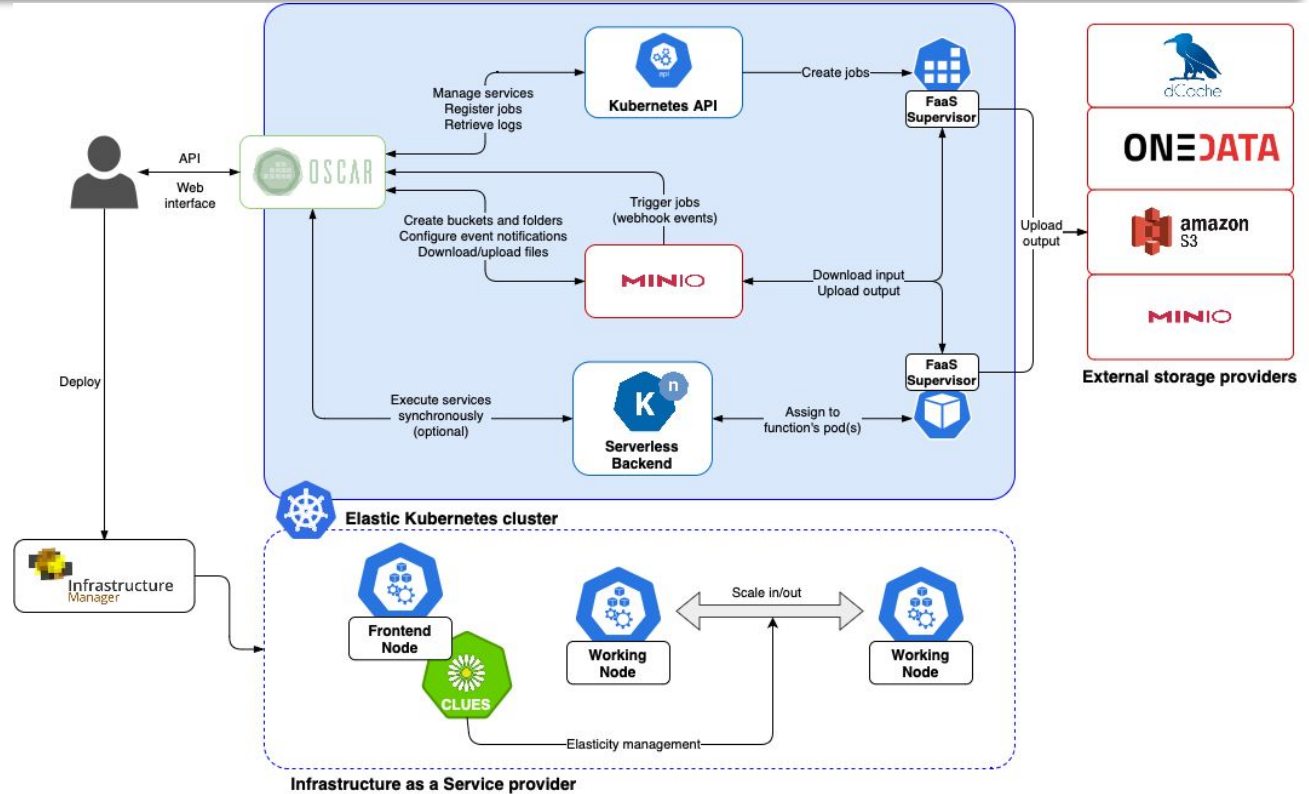 api
Kubernetes API
Manage services
Register jobs
Retrieve logs
Create jobs
FaaS
Supervisor
dCache
ONEDATA
amazon
S3
MINIO
External storage providers
API
Web
interface
OSCAR
Trigger jobs
(webhook events)
Create buckets and folders
Configure event notifications
Download/upload files
MINIO
Download input
Upload output
Upload
output
Deploy
Execute services
synchronously
(optional)
K
n
Serverless
Backend
Assign to
function's pod(s)
FaaS
Supervisor
Elastic Kubernetes cluster
Infrastructure
Manager
Frontend
Node
CLUES
Working
Node
Scale in/out
Working
Node
Elasticity management
Infrastructure as a Service provider